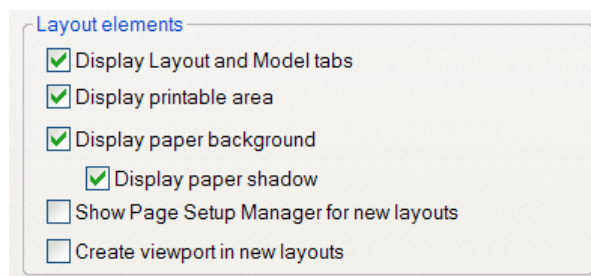 Layout elements
Display Layout and Model tabs
Display printable area
Display paper background
Display paper shadow
Show Page Setup Manager for new layouts
Create viewport in new layouts